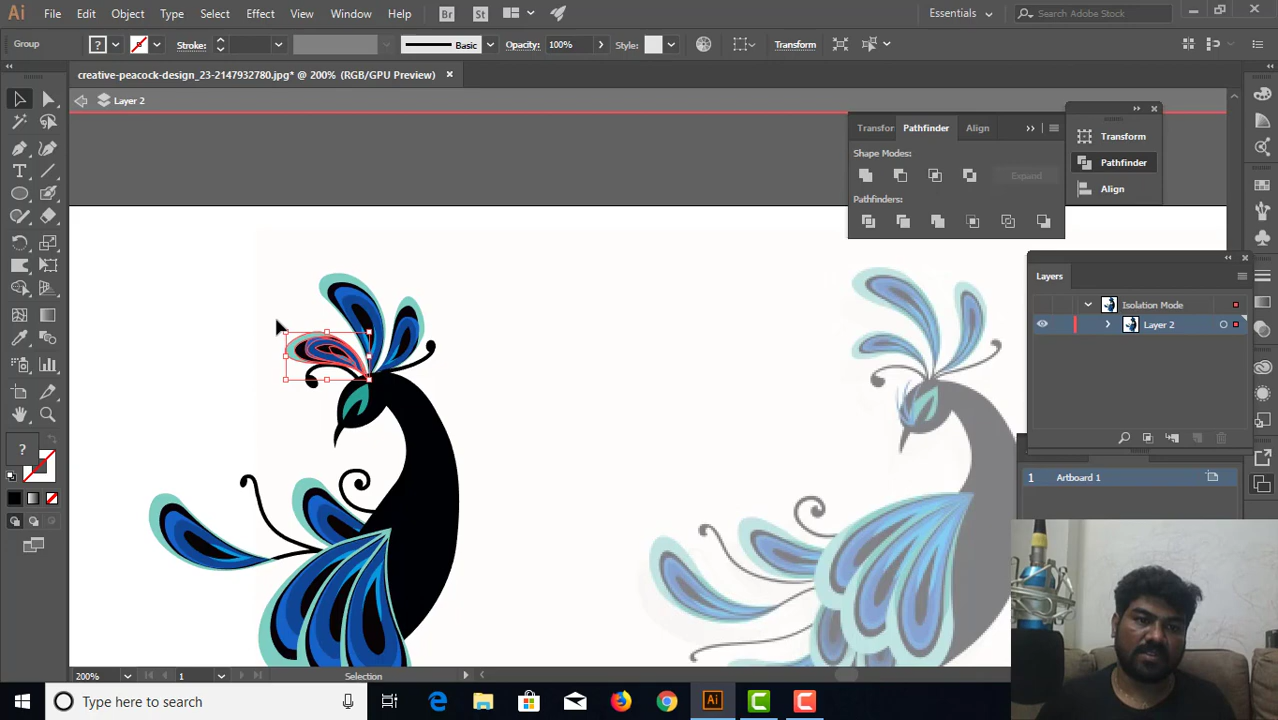 Ai File Edit Object Type Select Effect View Window Help Br St Essentials Search Adobe Stock
Group ? Stroke: Basic Opacity: 100% Style: Transform
creative-peacock-design_23-2147932780.jpg* @ 200% (RGB/GPU Preview)
Layer 2
Transfor Pathfinder Align
Transform
Shape Modes:
Pathfinder
Expand
Align
Pathfinders:
Layers
Isolation Mode
Layer 2
?
1 Artboard 1
200% 1 Selection
Type here to search Ai